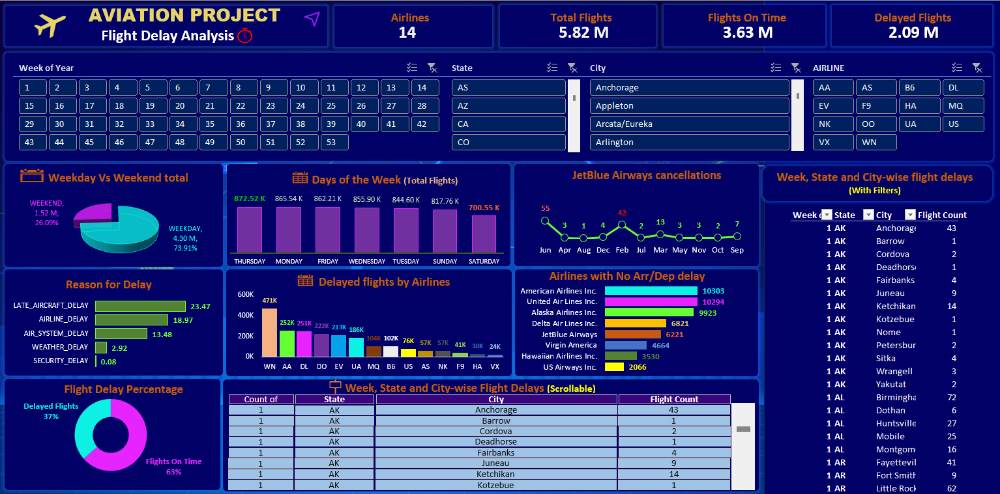 AVIATION PROJECT
Flight Delay Analysis
Airlines
14
Total Flights
5.82 M
Flights On Time
3.63 M
Delayed Flights
2.09 M
Week of Year
1 2 3 4 5 6 7 8 9 10 11 12 13 14
15 16 17 18 19 20 21 22 23 24 25 26 27 28
29 30 31 32 33 34 35 36 37 38 39 40 41 42
43 44 45 46 47 48 49 50 51 52 53
State
AS
AZ
CA
CO
City
Anchorage
Appleton
Arcata/Eureka
Arlington
AIRLINE
AA AS B6 DL
EV F9 HA MQ
NK OO UA US
VX WN
Weekday Vs Weekend total
WEEKEND,
1.52 M,
26.09%
WEEKDAY,
4.30 M,
73.91%
Days of the Week (Total Flights)
872.52 K 865.54 K 862.21 K 855.90 K 844.60 K 817.76 K 700.55 K
THURSDAY MONDAY FRIDAY WEDNESDAY TUESDAY SUNDAY SATURDAY
JetBlue Airways cancellations
55 3 1 4 42 2 13 3 3 2 7
Jun Apr Aug Dec Feb Jul Mar May Nov Oct Sep
Reason for Delay
LATE_AIRCRAFT_DELAY 23.47
AIRLINE_DELAY 18.97
AIR_SYSTEM_DELAY 13.48
WEATHER_DELAY 2.92
SECURITY_DELAY 0.08
Delayed flights by Airlines
600K
400K
200K
0K
471K 252K 251K 222K 213K 186K 104K 102K 76K 57K 57K 41K 30K 24K
WN AA DL OO EV UA MQ B6 US AS NK F9 HA VX
Airlines with No Arr/Dep delay
American Airlines Inc. 10303
United Air Lines Inc. 10294
Alaska Airlines Inc. 9923
Delta Air Lines Inc. 6821
JetBlue Airways 6221
Virgin America 4664
Hawaiian Airlines Inc. 3530
US Airways Inc. 2066
Flight Delay Percentage
Delayed Flights
37%
Flights On Time
63%
Week, State and City-wise Flight Delays (Scrollable)
Count of State City Flight Count
1 AK Anchorage 43
1 AK Barrow 1
1 AK Cordova 2
1 AK Deadhorse 1
1 AK Fairbanks 4
1 AK Juneau 9
1 AK Ketchikan 14
1 AK Kotzebue 1
Week, State and City-wise flight delays
(With Filters)
Week State City Flight Count
1 AK Anchorage 43
1 AK Barrow 1
1 AK Cordova 2
1 AK Deadhors 1
1 AK Fairbanks 4
1 AK Juneau 9
1 AK Ketchikan 14
1 AK Kotzebue 1
1 AK Nome 1
1 AK Petersbur 2
1 AK Sitka 4
1 AK Wrangell 3
1 AK Yakutat 2
1 AL Birmingha 72
1 AL Dothan 6
1 AL Huntsville 27
1 AL Mobile 25
1 AL Montgom 16
1 AR Fayettevil 41
1 AR Fort Smith 9
1 AR Little Rock 62